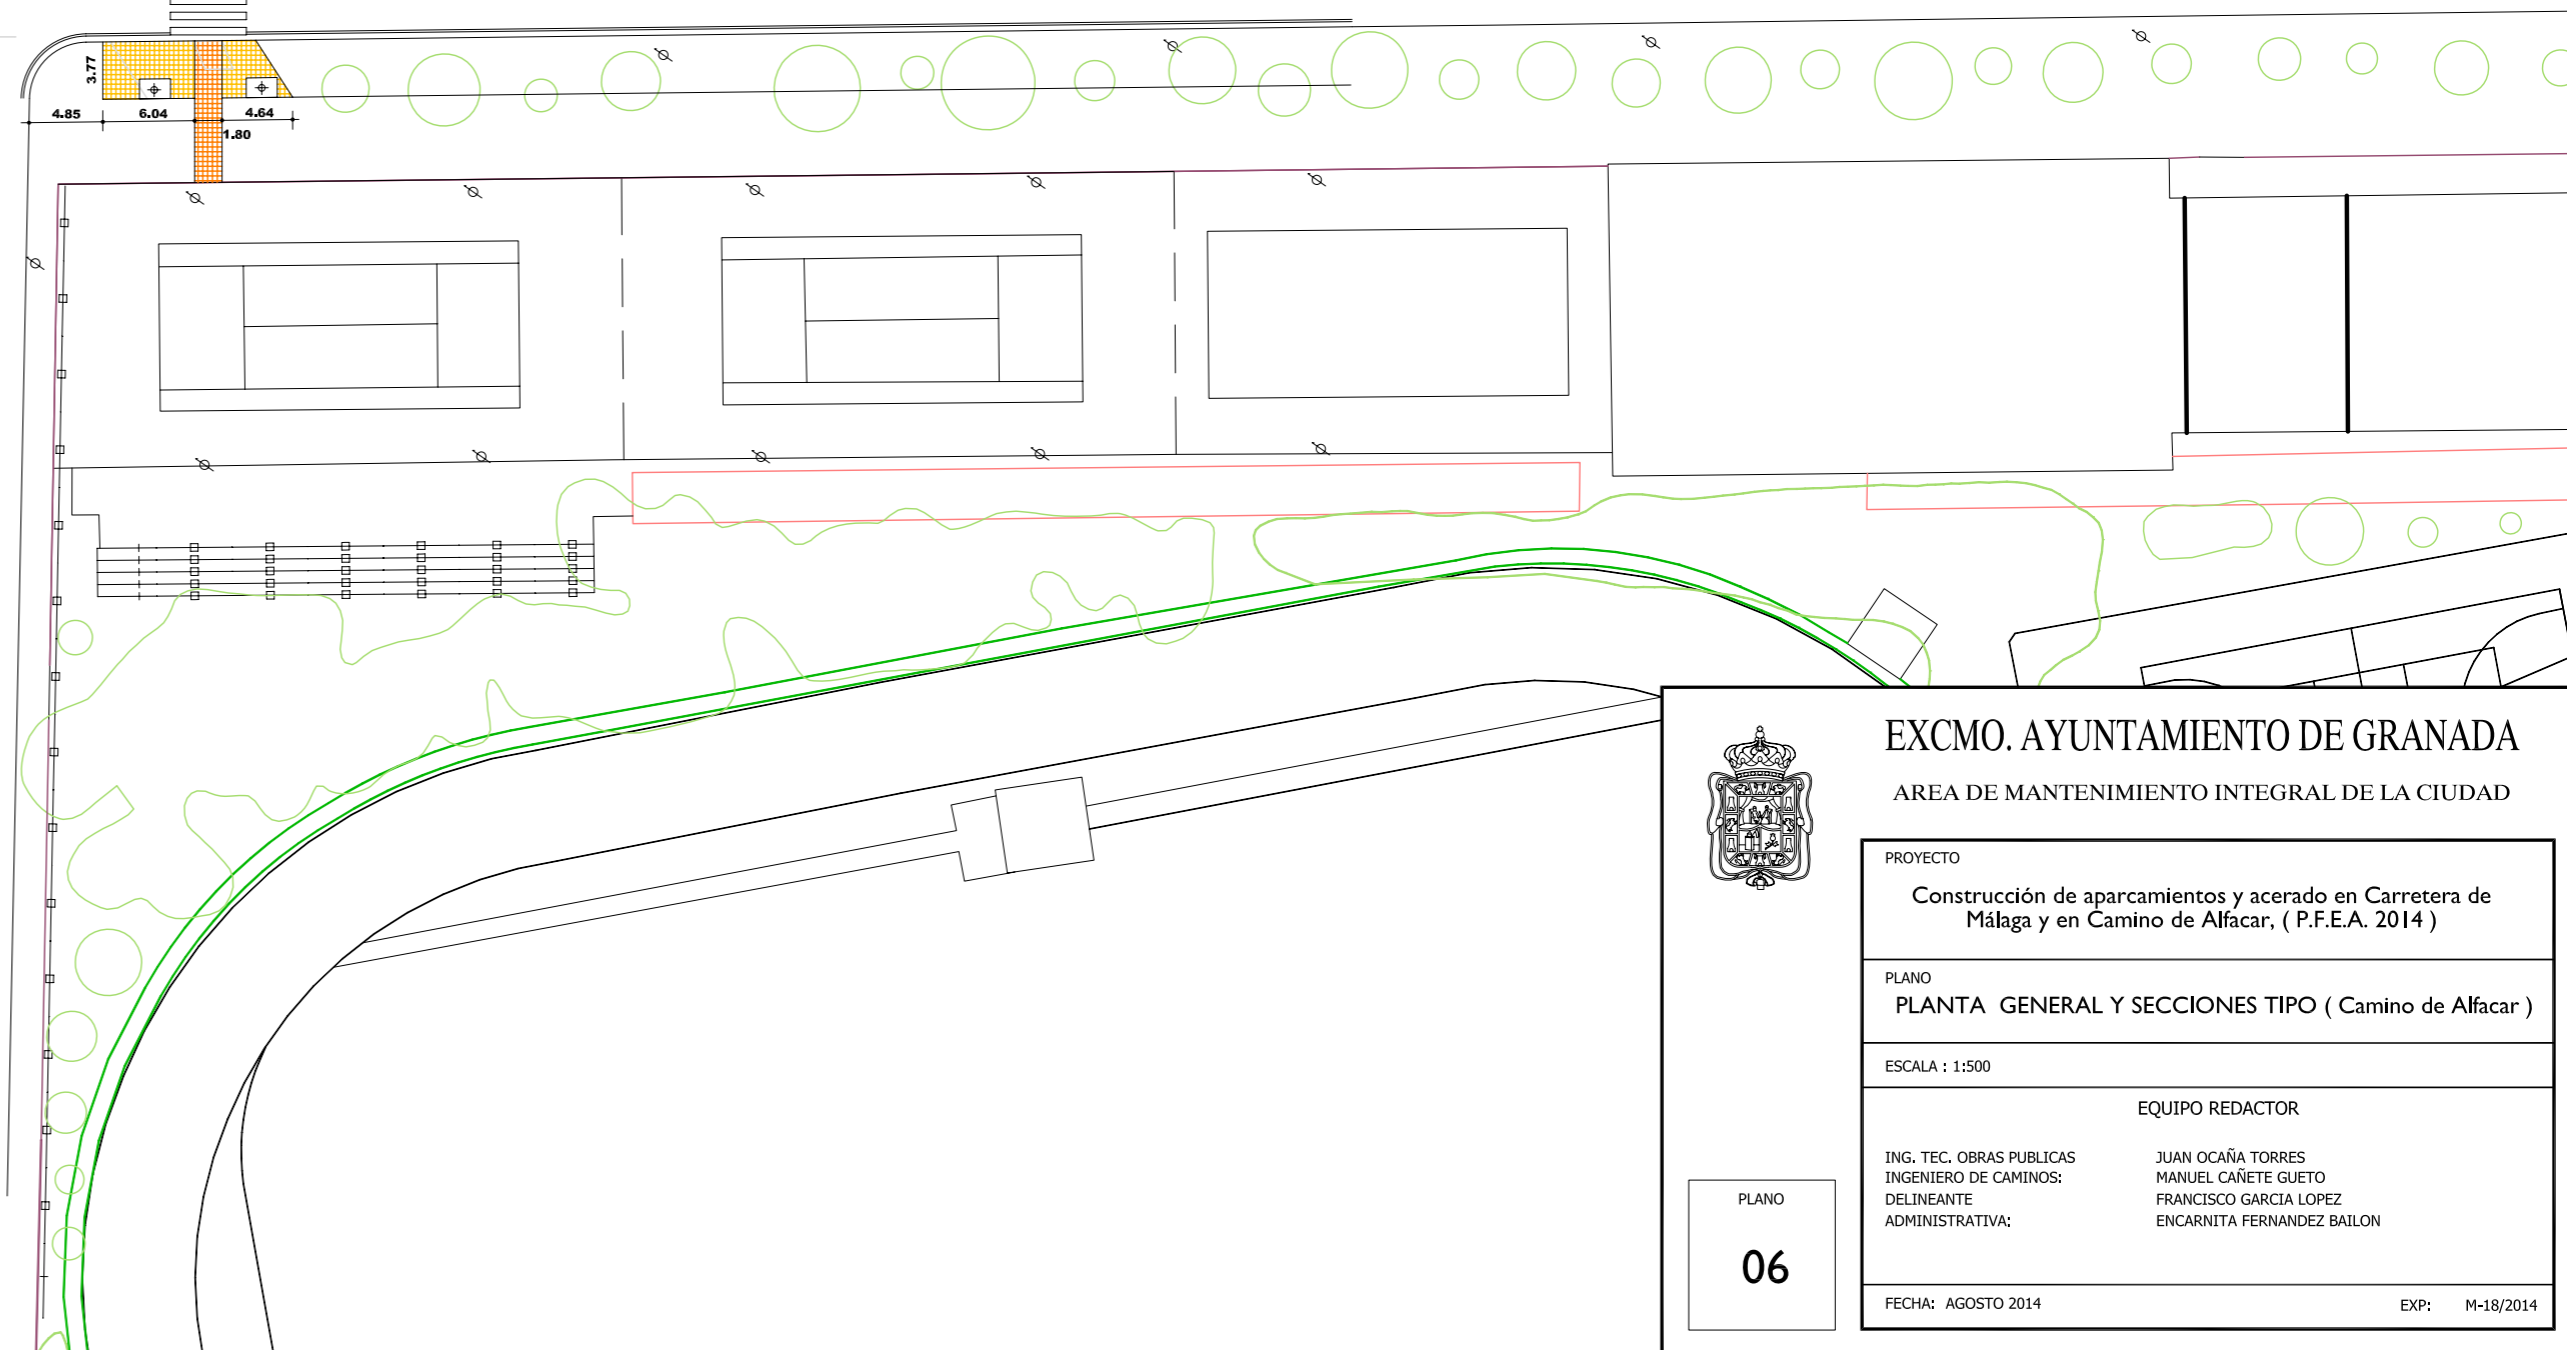 3.77
4.85
6.04
4.64
1.80
EXCMO. AYUNTAMIENTO DE GRANADA
AREA DE MANTENIMIENTO INTEGRAL DE LA CIUDAD
PROYECTO
Construcción de aparcamientos y acerado en Carretera de
Málaga y en Camino de Alfacar, ( P.F.E.A. 2014 )
PLANO
PLANTA GENERAL Y SECCIONES TIPO ( Camino de Alfacar )
ESCALA : 1:500
EQUIPO REDACTOR
ING. TEC. OBRAS PUBLICAS JUAN OCAÑA TORRES
INGENIERO DE CAMINOS: MANUEL CAÑETE GUETO
DELINEANTE FRANCISCO GARCIA LOPEZ
ADMINISTRATIVA: ENCARNITA FERNANDEZ BAILON
PLANO
06
FECHA: AGOSTO 2014 EXP: M-18/2014